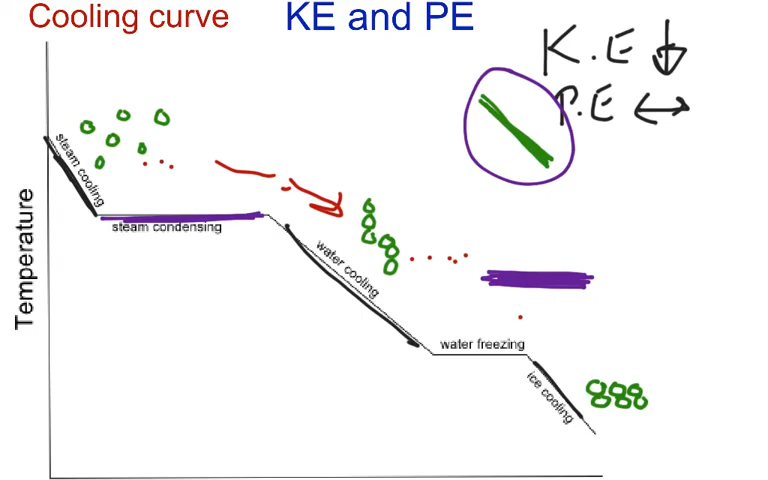 Cooling curve
KE and PE
K.E ↓
P.E ↔
steam cooling
steam condensing
water cooling
water freezing
ice cooling
Temperature